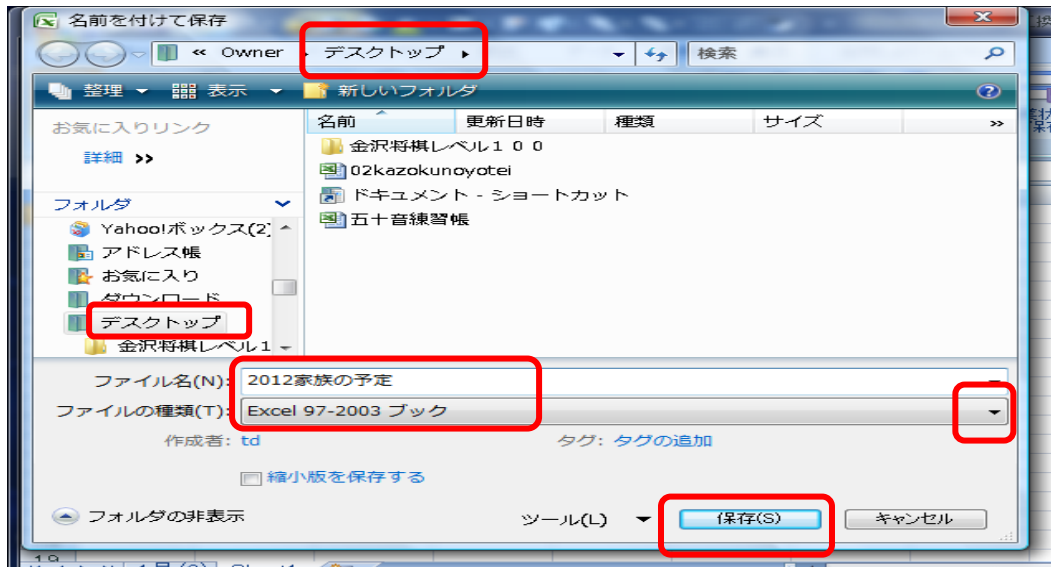 名前を付けて保存
« Owner デスクトップ 検索
整理 表示 新しいフォルダ
お気に入りリンク
詳細 »
フォルダ
Yahoo!ボックス(2)
アドレス帳
お気に入り
ダウンロード
デスクトップ
金沢将棋レベル1
名前 更新日時 種類 サイズ »
金沢将棋レベル１００
02kazokunoyotei
ドキュメント - ショートカット
五十音練習帳
ファイル名(N): 2012家族の予定
ファイルの種類(T): Excel 97-2003 ブック
作成者: td タグ: タグの追加
縮小版を保存する
フォルダの非表示 ツール(L) 保存(S) キャンセル
19